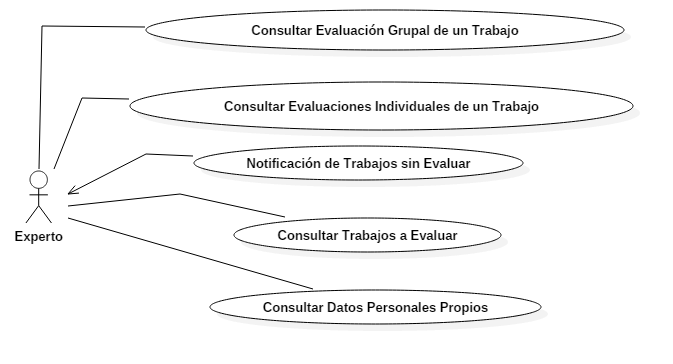 Consultar Evaluación Grupal de un Trabajo
Consultar Evaluaciones Individuales de un Trabajo
Notificación de Trabajos sin Evaluar
Experto
Consultar Trabajos a Evaluar
Consultar Datos Personales Propios